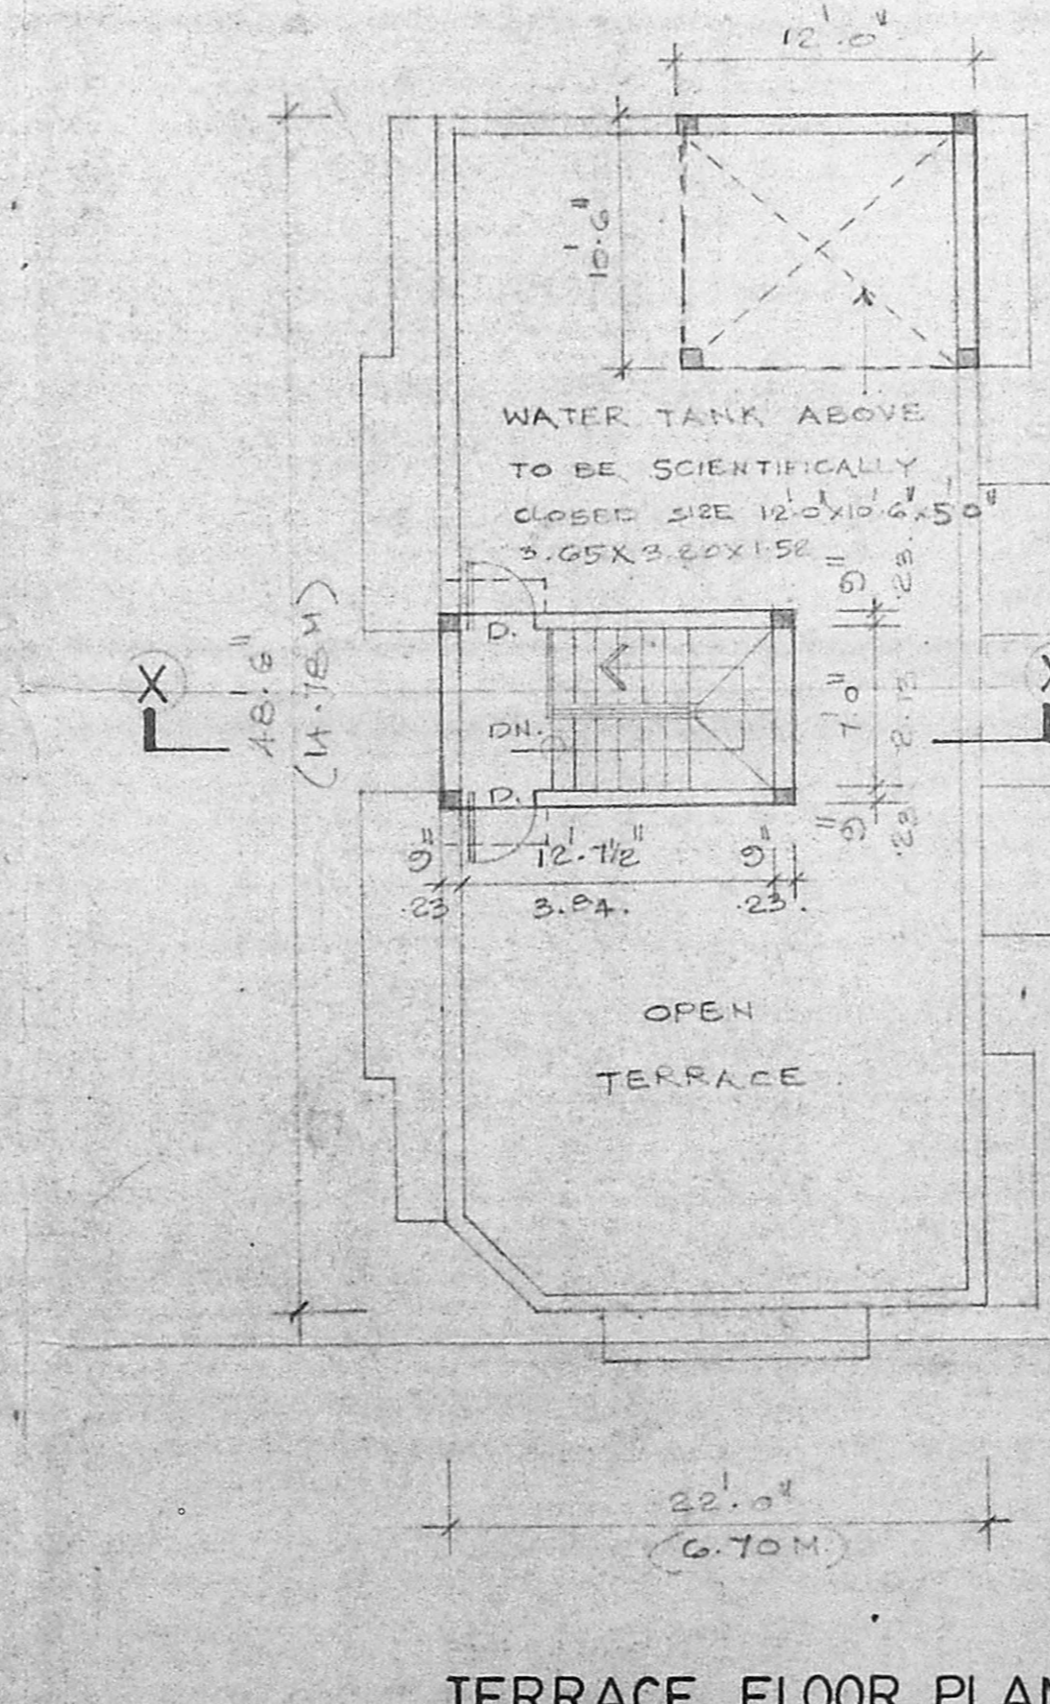 12'.0"
10'.6"
WATER TANK ABOVE
TO BE SCIENTIFICALLY
CLOSED SIZE 12'.0"X10'.6"X5'0"
3.65X3.20X1.52
9"
.23
D.
X
48'.6"
(14.78M)
7'.0"
2.13
DN.
D.
9"
.23
9"
12'.7½"
9"
.23
3.84.
.23.
OPEN
TERRACE
22'.0"
(6.70M.)
TERRACE FLOOR PLAN